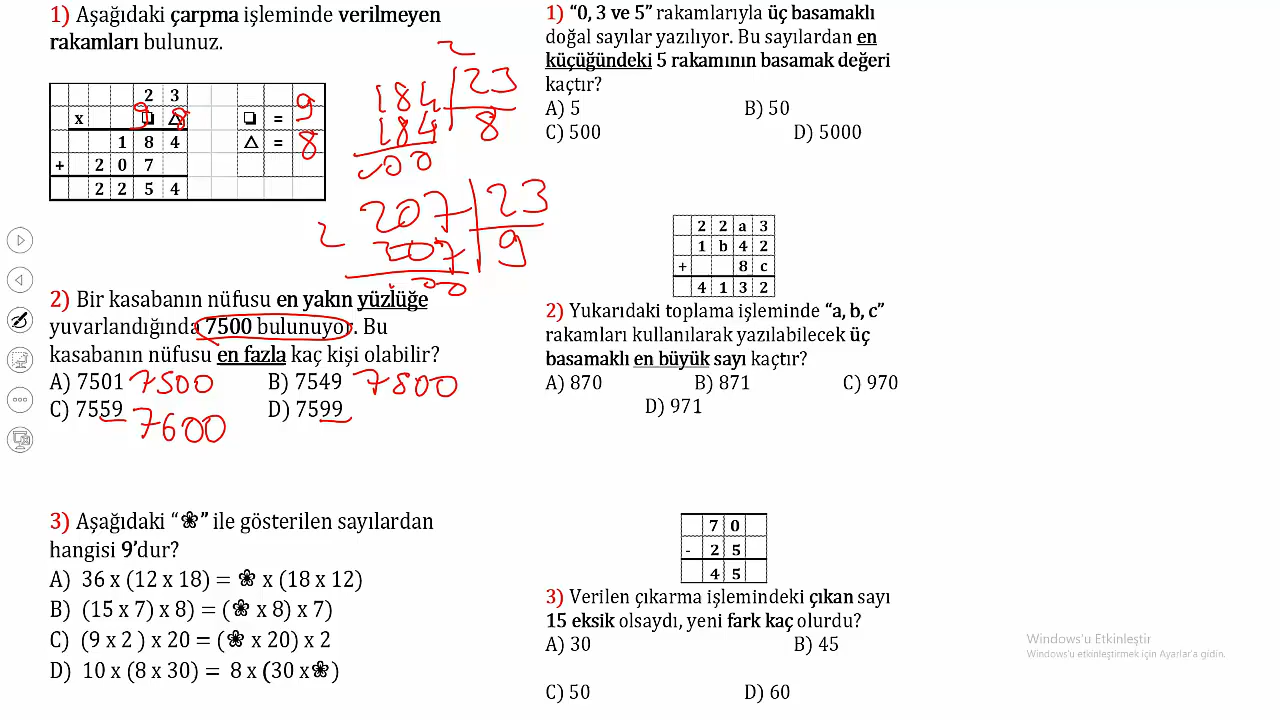 1) Aşağıdaki çarpma işleminde verilmeyen
rakamları bulunuz.
2 3
x ❏ △
9 8
1 8 4
+ 2 0 7
2 2 5 4
❏ = 9
△ = 8
2
184 23
184 8
00
207 23
2 207 9
00
2) Bir kasabanın nüfusu en yakın yüzlüğe
yuvarlandığında 7500 bulunuyor. Bu
kasabanın nüfusu en fazla kaç kişi olabilir?
A) 7501 7500 B) 7549 7800
C) 7559 7600 D) 7599
3) Aşağıdaki “❀” ile gösterilen sayılardan
hangisi 9’dur?
A) 36 x (12 x 18) = ❀ x (18 x 12)
B) (15 x 7) x 8) = (❀ x 8) x 7)
C) (9 x 2 ) x 20 = (❀ x 20) x 2
D) 10 x (8 x 30) = 8 x (30 x❀)
1) “0, 3 ve 5” rakamlarıyla üç basamaklı
doğal sayılar yazılıyor. Bu sayılardan en
küçüğündeki 5 rakamının basamak değeri
kaçtır?
A) 5 B) 50
C) 500 D) 5000
2 2 a 3
1 b 4 2
+ 8 c
4 1 3 2
2) Yukarıdaki toplama işleminde “a, b, c”
rakamları kullanılarak yazılabilecek üç
basamaklı en büyük sayı kaçtır?
A) 870 B) 871 C) 970
D) 971
7 0
- 2 5
4 5
3) Verilen çıkarma işlemindeki çıkan sayı
15 eksik olsaydı, yeni fark kaç olurdu?
A) 30 B) 45
C) 50 D) 60
Windows'u Etkinleştir
Windows'u etkinleştirmek için Ayarlar'a gidin.